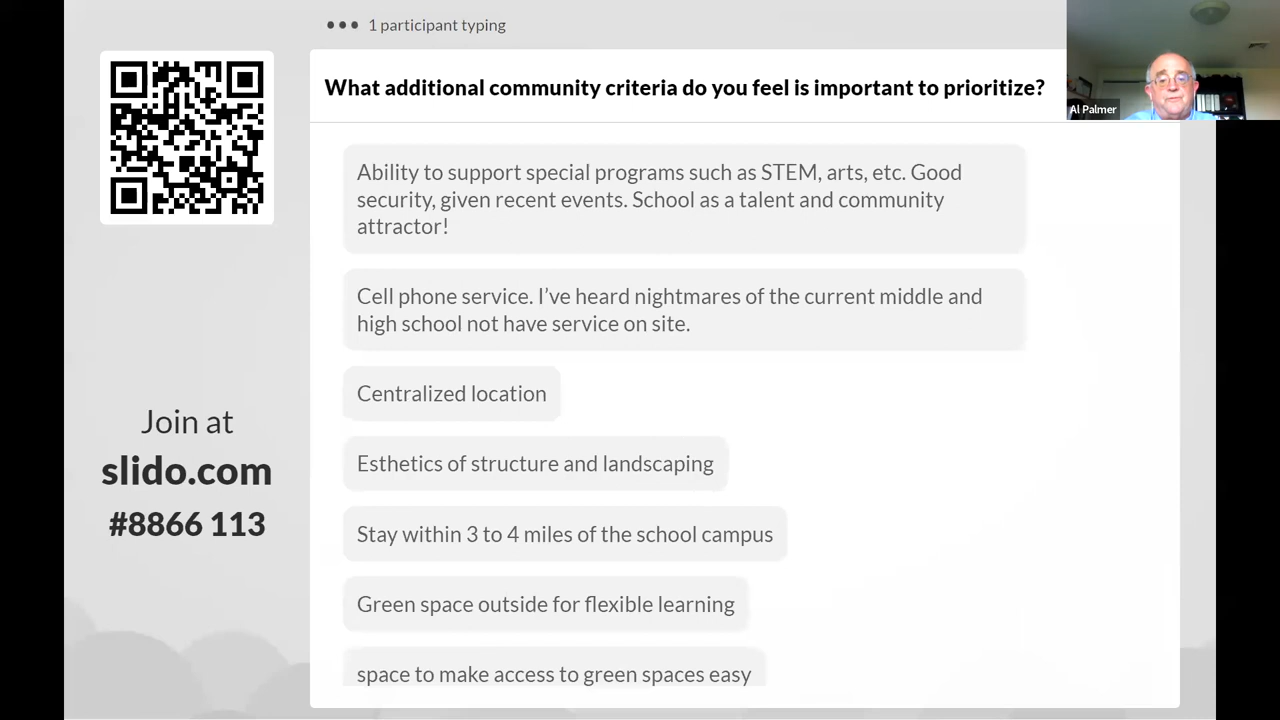 1 participant typing
What additional community criteria do you feel is important to prioritize?
Al Palmer
Ability to support special programs such as STEM, arts, etc. Good
security, given recent events. School as a talent and community
attractor!
Cell phone service. I’ve heard nightmares of the current middle and
high school not have service on site.
Centralized location
Esthetics of structure and landscaping
Stay within 3 to 4 miles of the school campus
Green space outside for flexible learning
space to make access to green spaces easy
Join at
slido.com
#8866 113